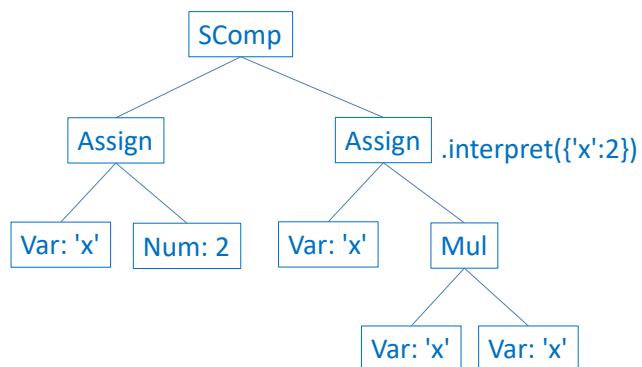 SComp
Assign
Assign
.interpret({'x':2})
Var: 'x'
Num: 2
Var: 'x'
Mul
Var: 'x'
Var: 'x'